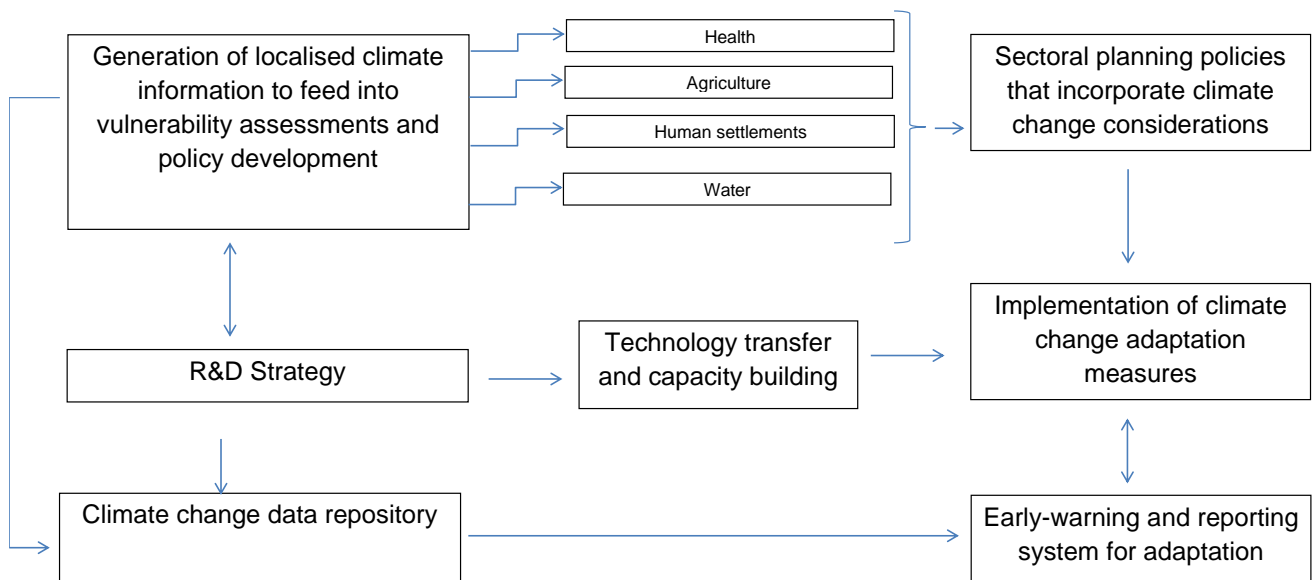 Generation of localised climate
information to feed into
vulnerability assessments and
policy development
Health
Agriculture
Human settlements
Water
Sectoral planning policies
that incorporate climate
change considerations
R&D Strategy
Technology transfer
and capacity building
Implementation of climate
change adaptation
measures
Climate change data repository
Early-warning and reporting
system for adaptation